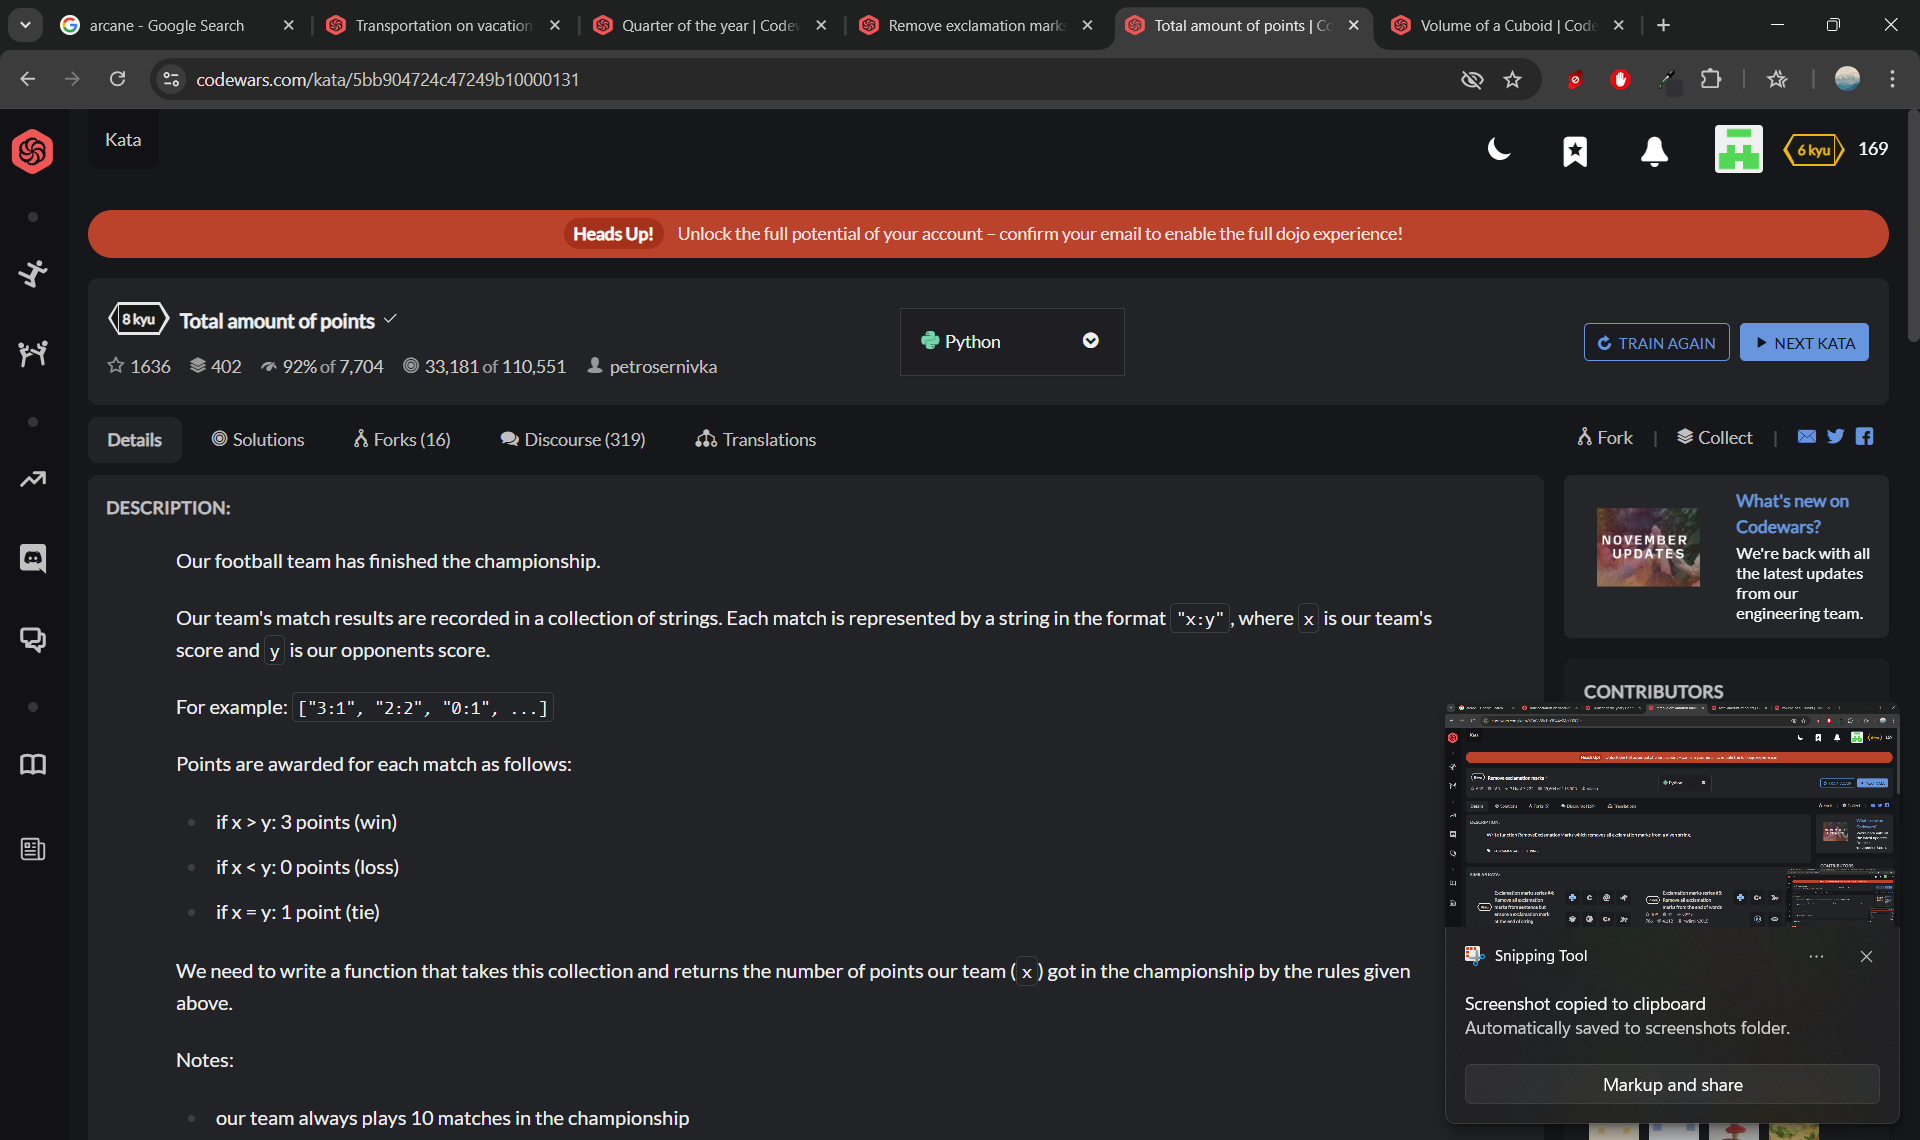 arcane - Google Search
Transportation on vacation
Quarter of the year | Codew
Remove exclamation marks
Total amount of points | Co
Volume of a Cuboid | Code
codewars.com/kata/5bb904724c47249b10000131
Kata
6 kyu
169
Heads Up! Unlock the full potential of your account – confirm your email to enable the full dojo experience!
8 kyu
Total amount of points
1636 402 92% of 7,704 33,181 of 110,551 petrosernivka
Python
TRAIN AGAIN
NEXT KATA
Details
Solutions
Forks (16)
Discourse (319)
Translations
Fork
Collect
DESCRIPTION:
Our football team has finished the championship.
Our team's match results are recorded in a collection of strings. Each match is represented by a string in the format "x:y", where x is our team's
score and y is our opponents score.
For example: ["3:1", "2:2", "0:1", ...]
Points are awarded for each match as follows:
if x > y: 3 points (win)
if x < y: 0 points (loss)
if x = y: 1 point (tie)
We need to write a function that takes this collection and returns the number of points our team (x) got in the championship by the rules given
above.
Notes:
our team always plays 10 matches in the championship
NOVEMBER
UPDATES
What's new on
Codewars?
We're back with all
the latest updates
from our
engineering team.
CONTRIBUTORS
Snipping Tool
Screenshot copied to clipboard
Automatically saved to screenshots folder.
Markup and share